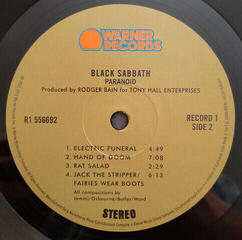 WARNER
RECORDS
BLACK SABBATH
PARANOID
Produced by RODGER BAIN for TONY HALL ENTERPRISES
R1 556692
RECORD 1
SIDE 2
1. ELECTRIC FUNERAL 4:49
2. HAND OF DOOM 7:08
3. RAT SALAD 2:29
4. JACK THE STRIPPER/ 6:13
FAIRIES WEAR BOOTS
All compositions by
Iommi/Osbourne/Butler/Ward
STEREO